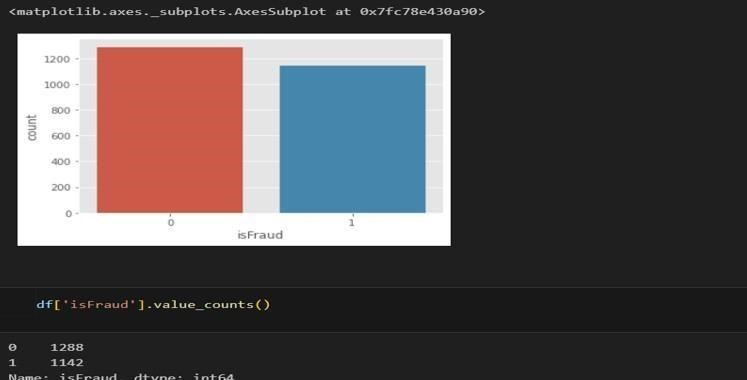 <matplotlib.axes._subplots.AxesSubplot at 0x7fc78e430a90>
1200
1000
800
600
400
200
0
count
0 1
isFraud
df['isFraud'].value_counts()
0 1288
1 1142
Name: isFraud, dtype: int64